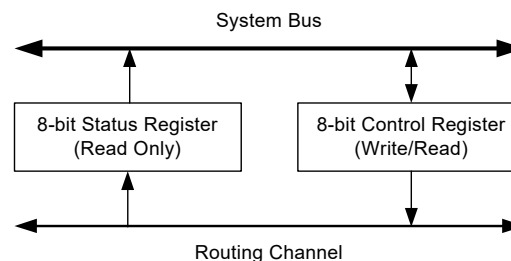 System Bus
8-bit Status Register
(Read Only)
8-bit Control Register
(Write/Read)
Routing Channel